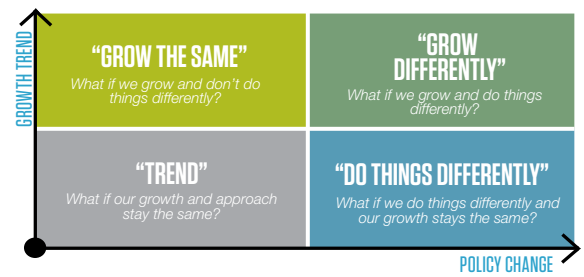 GROWTH TREND
“GROW THE SAME”
What if we grow and don’t do
things differently?
“GROW
DIFFERENTLY”
What if we grow and do things
differently?
“TREND”
What if our growth and approach
stay the same?
“DO THINGS DIFFERENTLY”
What if we do things differently and
our growth stays the same?
POLICY CHANGE